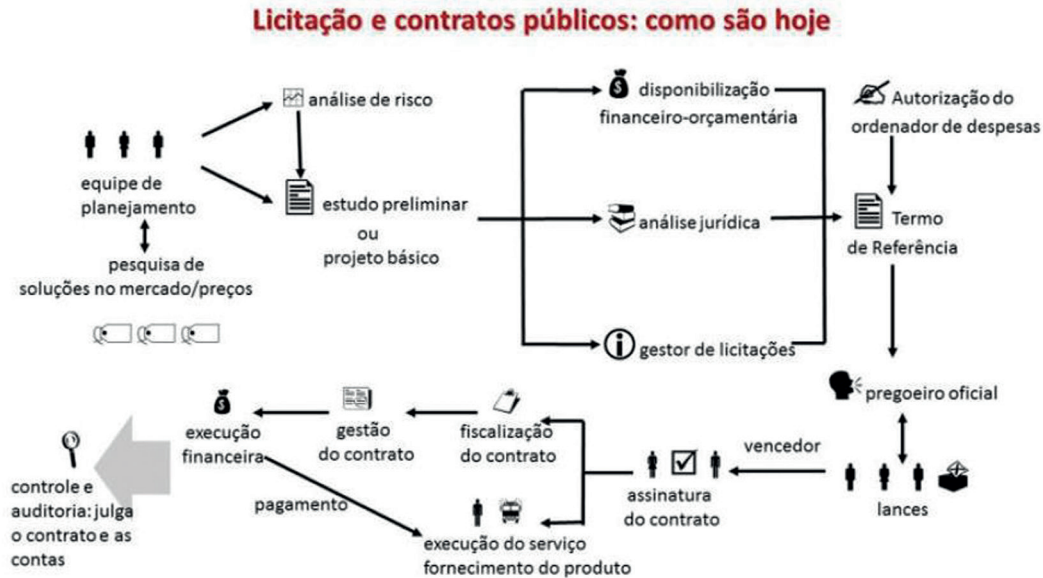 Licitação e contratos públicos: como são hoje
análise de risco
equipe de
planejamento
pesquisa de
soluções no mercado/preços
estudo preliminar
ou
projeto básico
disponibilização
financeiro-orçamentária
análise jurídica
gestor de licitações
Autorização do
ordenador de despesas
Termo
de Referência
pregoeiro oficial
lances
vencedor
assinatura
do contrato
fiscalização
do contrato
gestão
do contrato
execução
financeira
pagamento
execução do serviço
fornecimento do produto
controle e
auditoria: julga
o contrato e as
contas